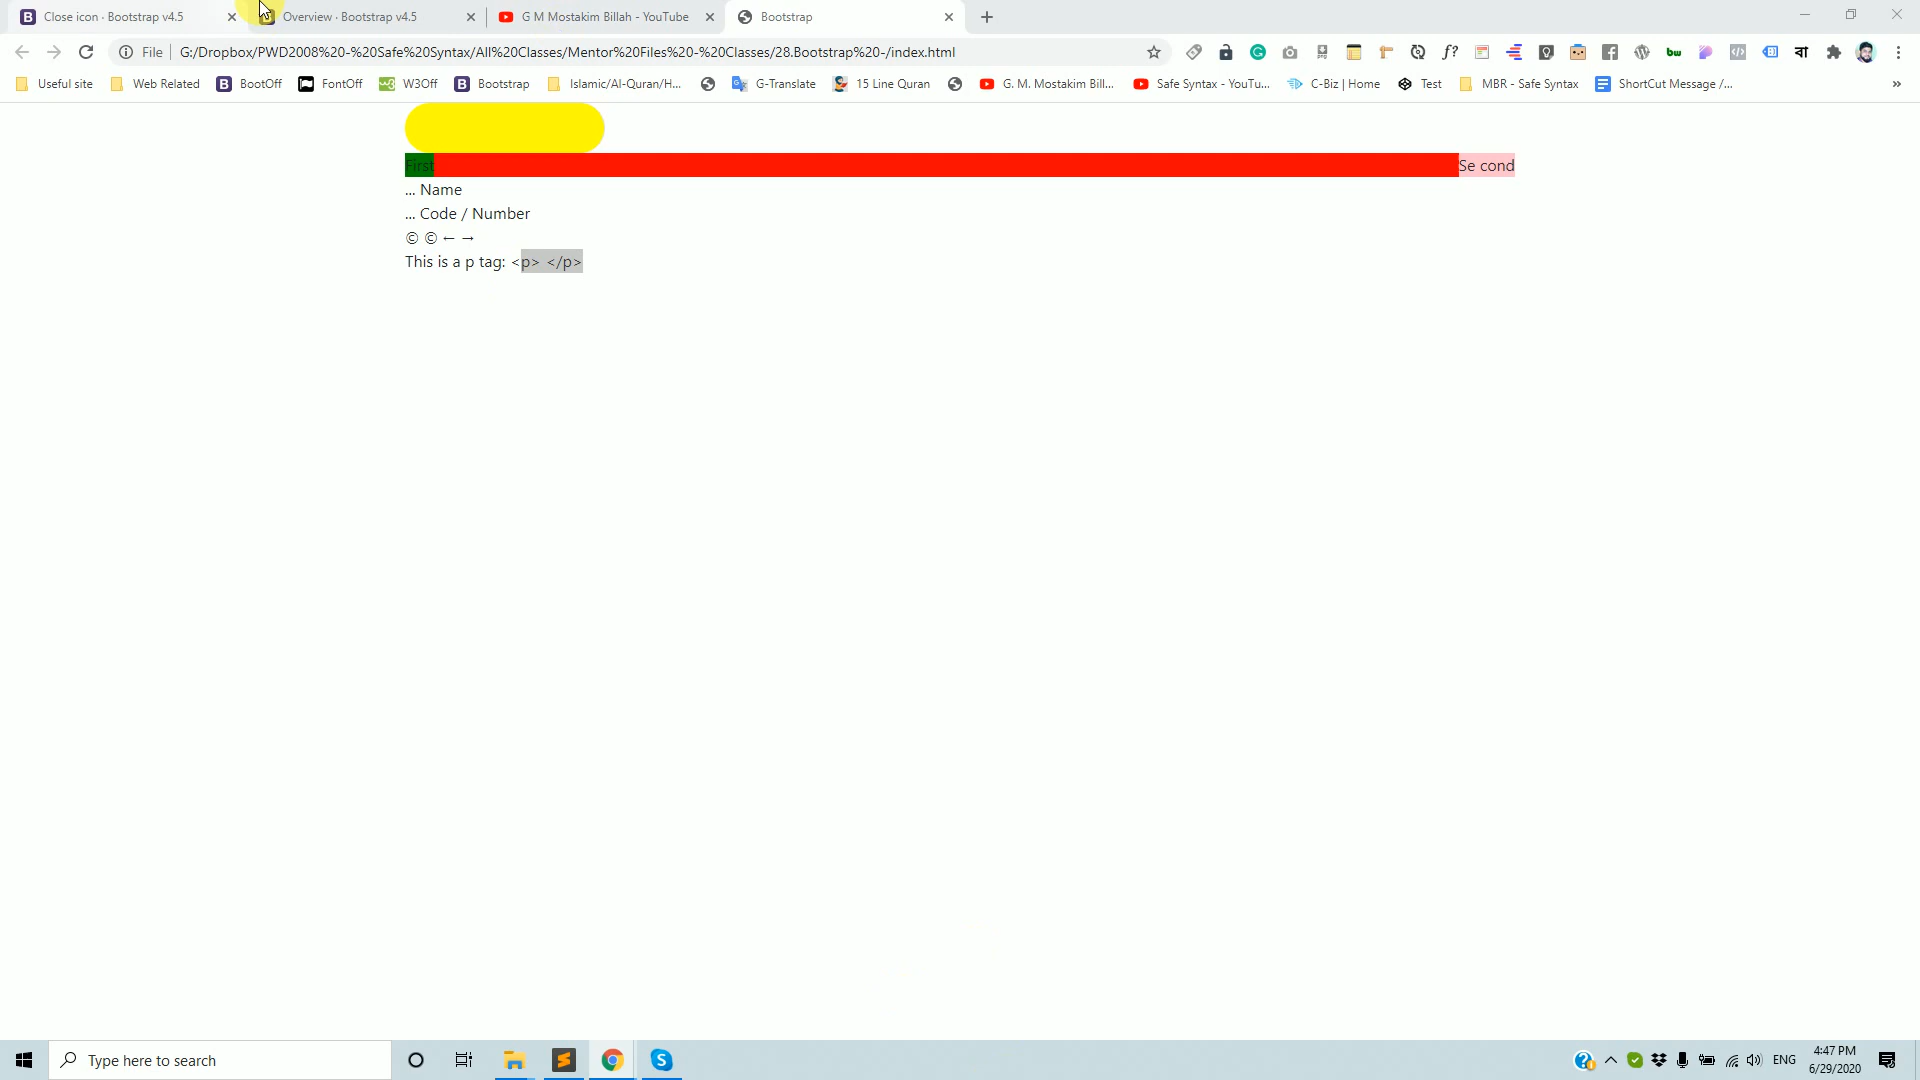 Close icon · Bootstrap v4.5
Overview · Bootstrap v4.5
G M Mostakim Billah - YouTube
Bootstrap
File
G:/Dropbox/PWD2008%20-%20Safe%20Syntax/All%20Classes/Mentor%20Files%20-%20Classes/28.Bootstrap%20-/index.html
f?
bw
বা
Useful site
Web Related
BootOff
FontOff
W3Off
Bootstrap
Islamic/Al-Quran/H...
G-Translate
15 Line Quran
G. M. Mostakim Bill...
Safe Syntax - YouTu...
C-Biz | Home
Test
MBR - Safe Syntax
ShortCut Message /...
First
Se cond
... Name
... Code / Number
© © ← →
This is a p tag: <p> </p>
Type here to search
ENG
4:47 PM
6/29/2020